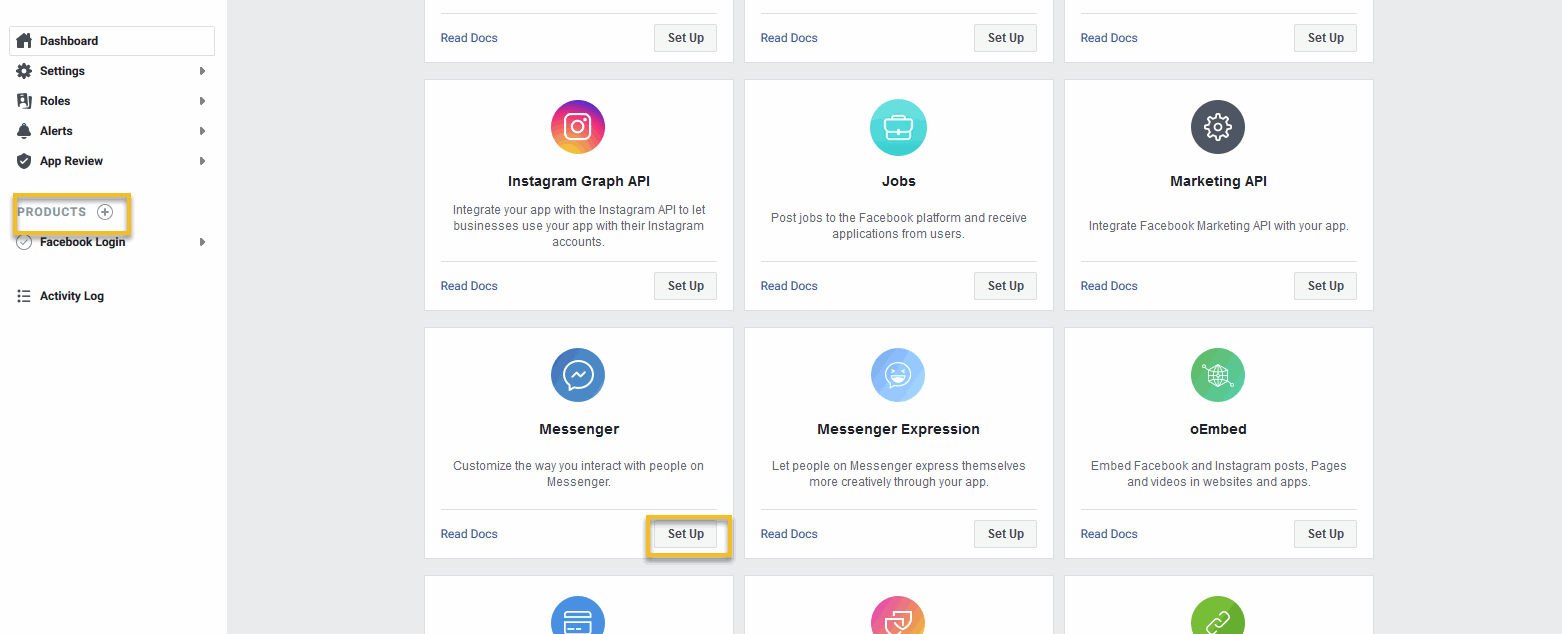 Dashboard
Settings
Roles
Alerts
App Review
PRODUCTS
Facebook Login
Activity Log
Read Docs
Set Up
Read Docs
Set Up
Read Docs
Set Up
Instagram Graph API
Integrate your app with the Instagram API to let
businesses use your app with their Instagram
accounts.
Read Docs
Set Up
Jobs
Post jobs to the Facebook platform and receive
applications from users.
Read Docs
Set Up
Marketing API
Integrate Facebook Marketing API with your app.
Read Docs
Set Up
Messenger
Customize the way you interact with people on
Messenger.
Read Docs
Set Up
Messenger Expression
Let people on Messenger express themselves
more creatively through your app.
Read Docs
Set Up
oEmbed
Embed Facebook and Instagram posts, Pages
and videos in websites and apps.
Read Docs
Set Up